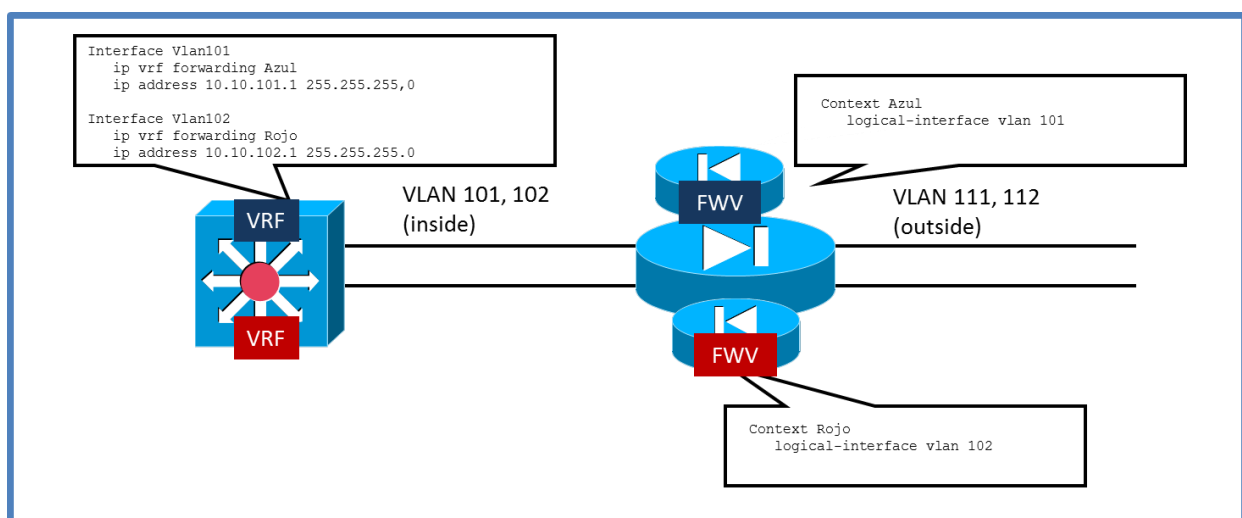 Interface Vlan101
ip vrf forwarding Azul
ip address 10.10.101.1 255.255.255,0
Interface Vlan102
ip vrf forwarding Rojo
ip address 10.10.102.1 255.255.255.0
Context Azul
logical-interface vlan 101
VLAN 101, 102
(inside)
VLAN 111, 112
(outside)
VRF
FWV
VRF
FWV
Context Rojo
logical-interface vlan 102